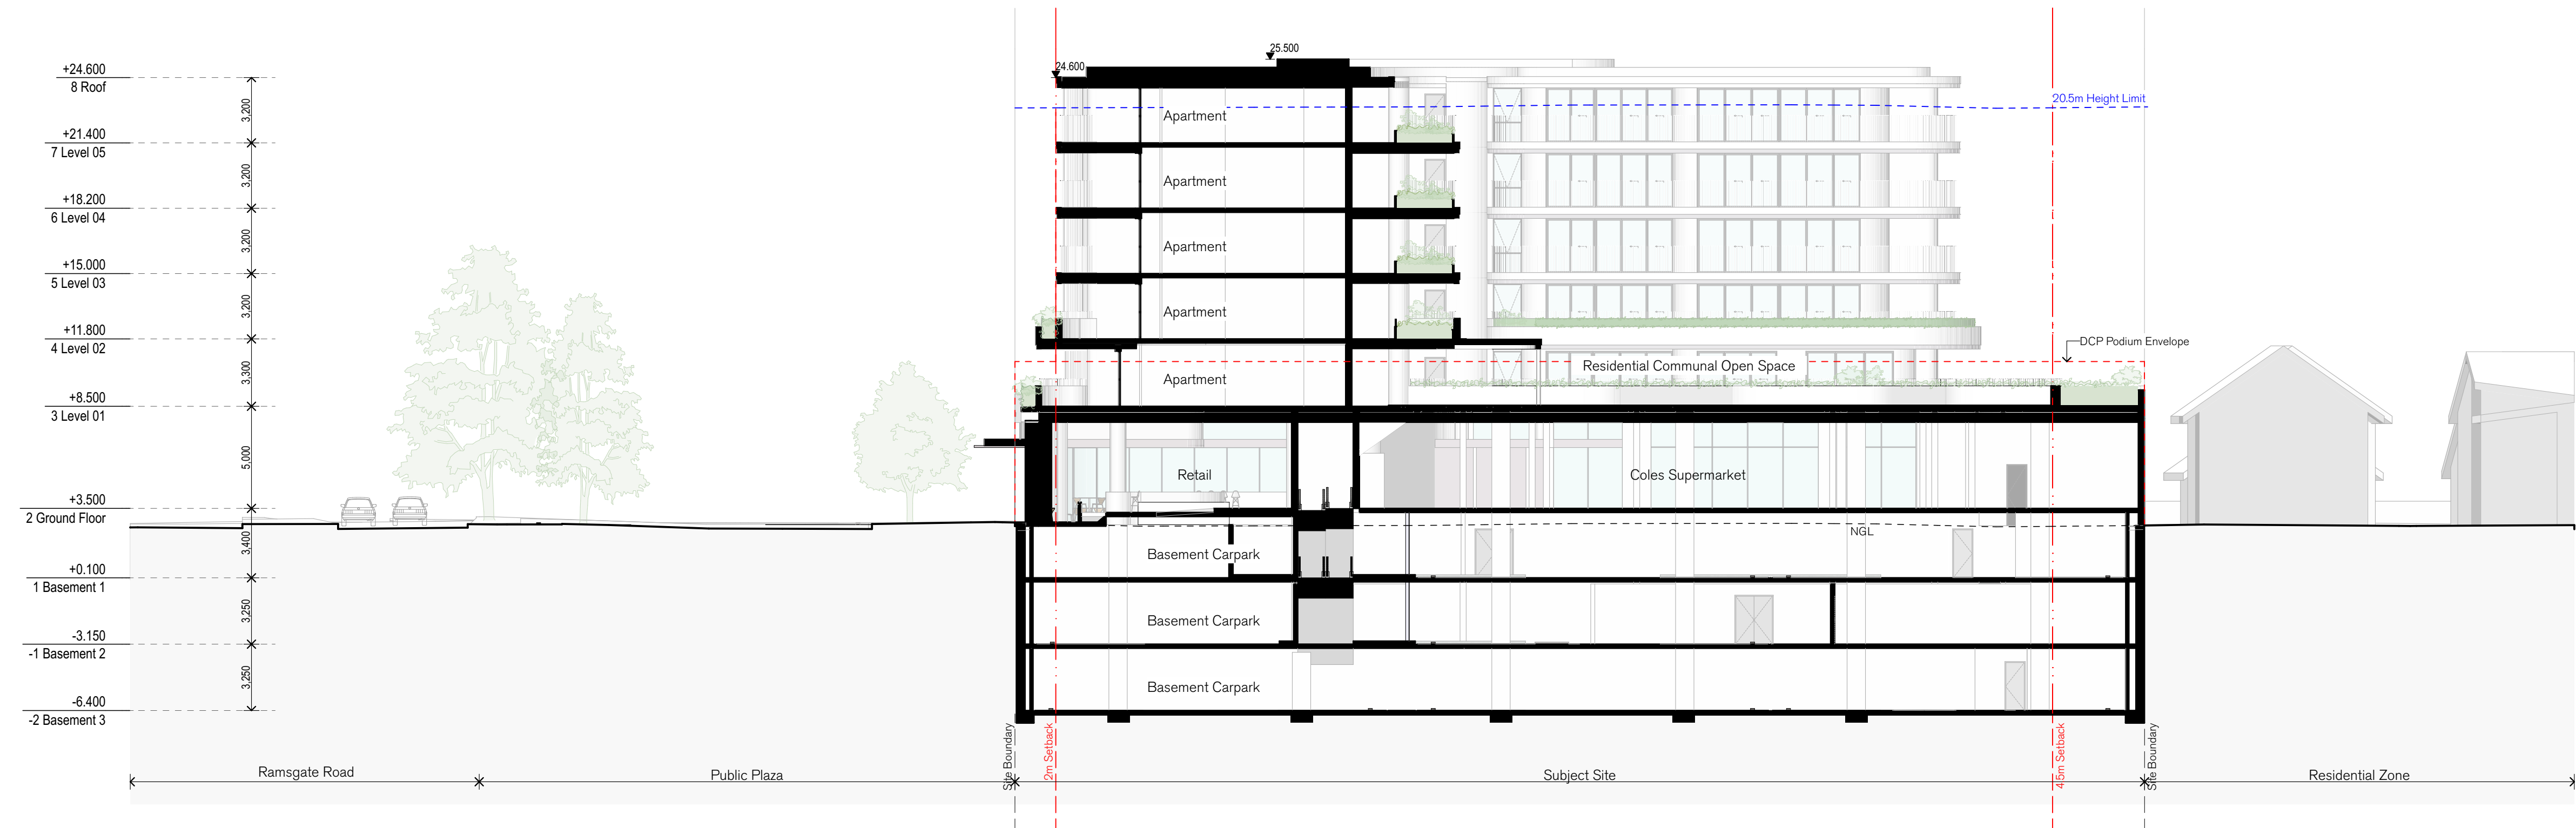 25.500
24.600
+24.600
8 Roof
3,200
20.5m Height Limit
Apartment
+21.400
7 Level 05
3,200
Apartment
+18.200
6 Level 04
3,200
Apartment
+15.000
5 Level 03
3,200
Apartment
+11.800
4 Level 02
DCP Podium Envelope
Residential Communal Open Space
3.300
Apartment
+8.500
3 Level 01
5.000
Retail
Coles Supermarket
+3.500
2 Ground Floor
NGL
3,400
Basement Carpark
+0.100
1 Basement 1
3,250
Basement Carpark
-3.150
-1 Basement 2
3,250
Basement Carpark
-6.400
-2 Basement 3
Site Boundary
2m Setback
4.5m Setback
Site Boundary
Ramsgate Road
Public Plaza
Subject Site
Residential Zone